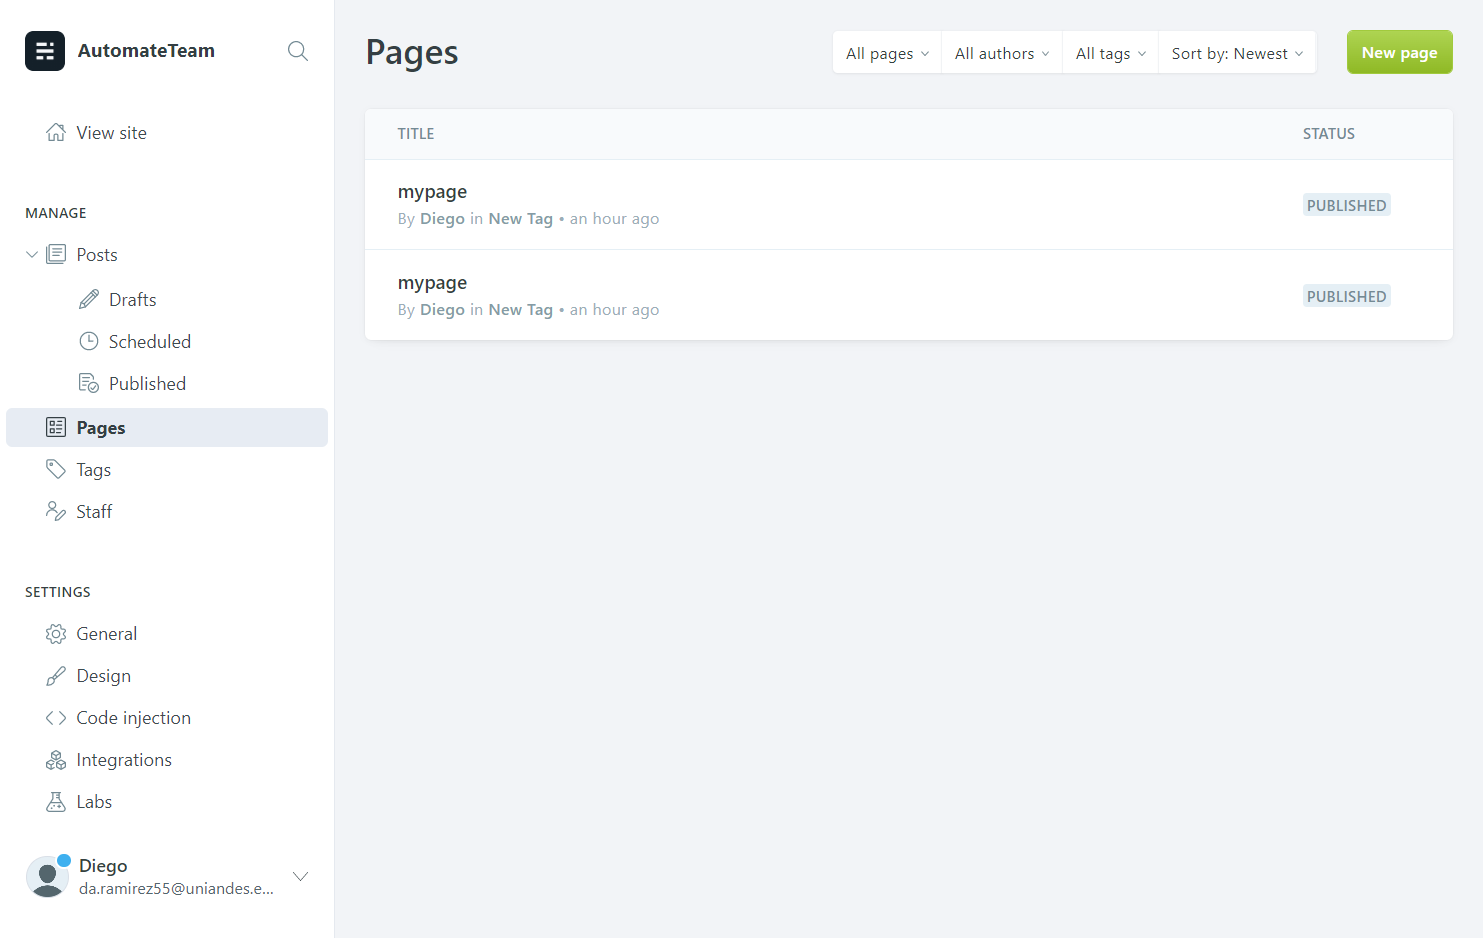 AutomateTeam
View site
MANAGE
Posts
Drafts
Scheduled
Published
Pages
Tags
Staff
SETTINGS
General
Design
Code injection
Integrations
Labs
Diego
da.ramirez55@uniandes.e...
Pages
All pages All authors All tags Sort by: Newest New page
TITLE STATUS
mypage
By Diego in New Tag • an hour ago
PUBLISHED
mypage
By Diego in New Tag • an hour ago
PUBLISHED